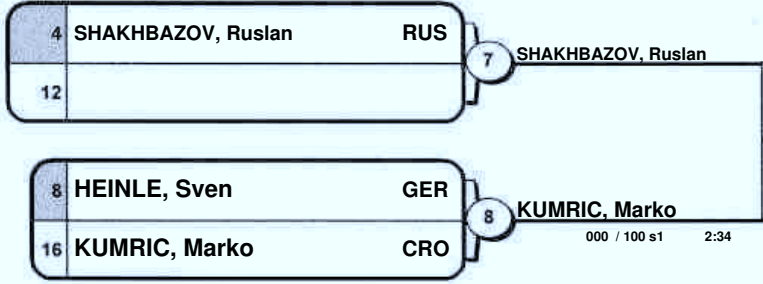 4 SHAKHBAZOV, Ruslan RUS
7 SHAKHBAZOV, Ruslan
12
8 HEINLE, Sven GER
8 KUMRIC, Marko
16 KUMRIC, Marko CRO
000 / 100 s1 2:34